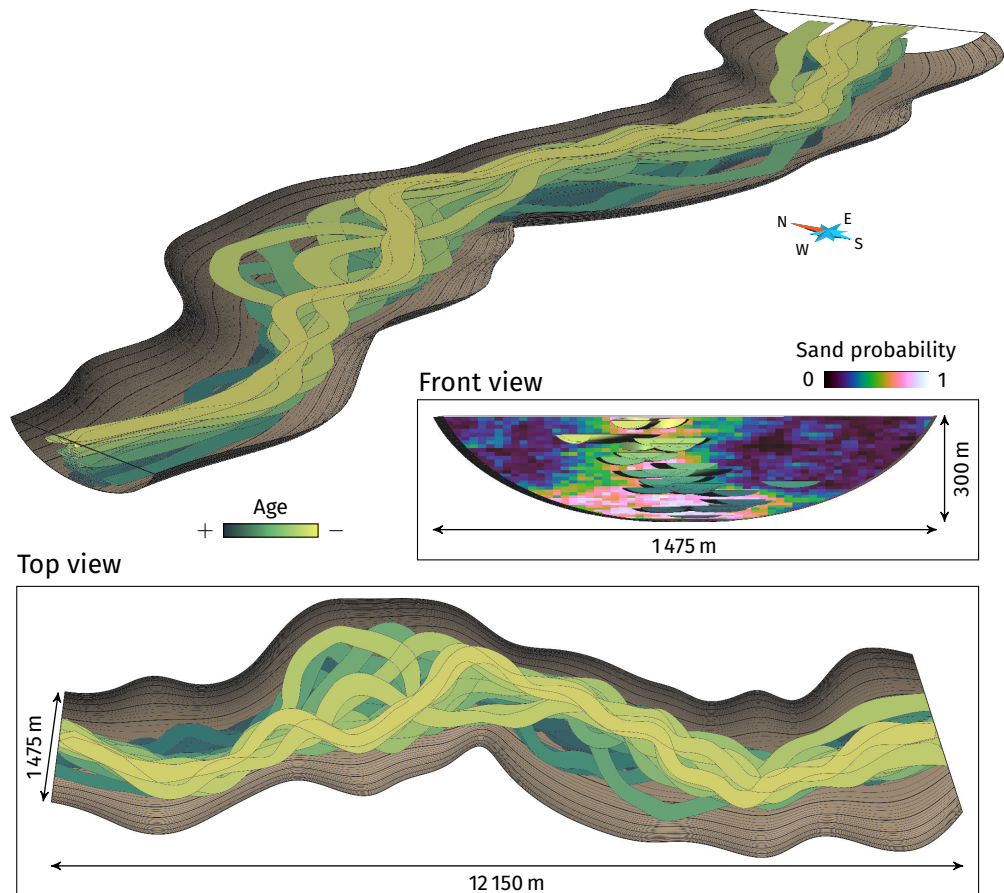 N
E
W
S
Sand probability
0
1
Front view
300 m
1 475 m
Age
+
−
Top view
1 475 m
12 150 m